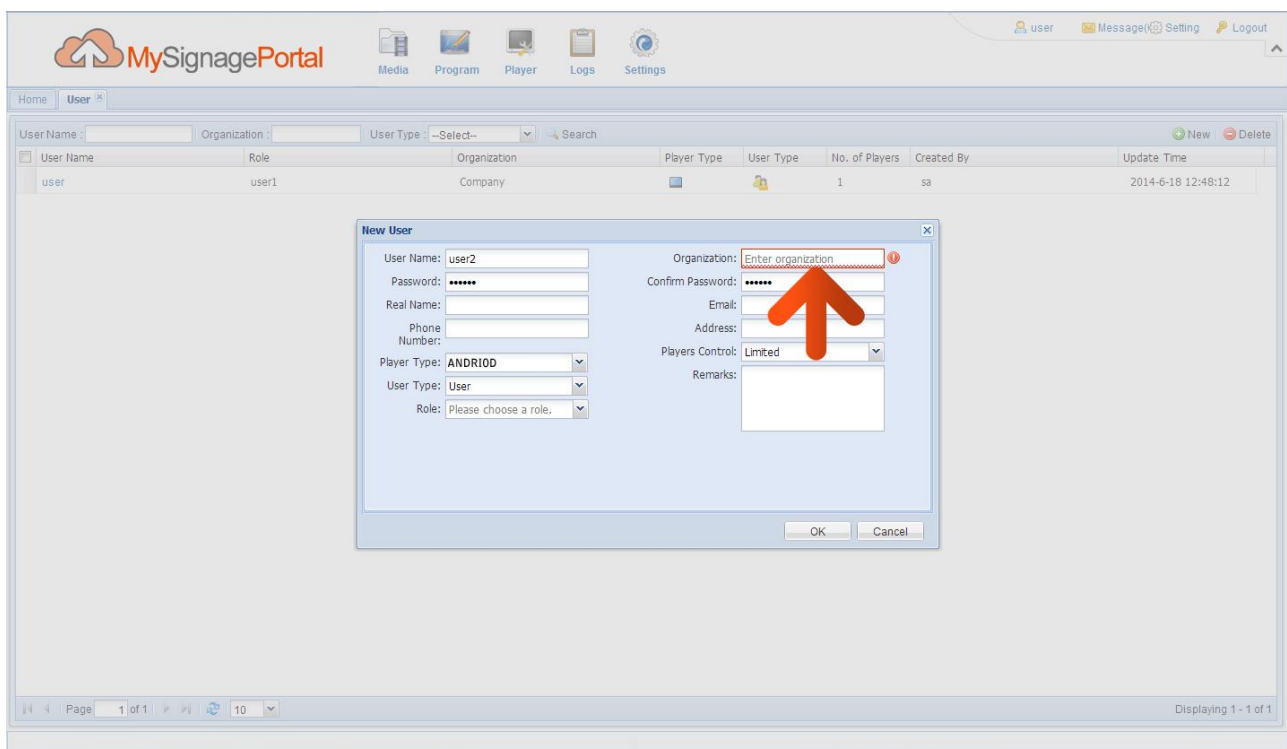 user Message(0) Setting Logout
MySignagePortal
Media Program Player Logs Settings
Home User
User Name : Organization : User Type : --Select-- Search New Delete
User Name Role Organization Player Type User Type No. of Players Created By Update Time
user user1 Company 1 sa 2014-6-18 12:48:12
New User
User Name: user2 Organization: Enter organization
Password: •••••• Confirm Password: ••••••
Real Name: Email:
Phone Number: Address:
Player Type: ANDRIOD Players Control: Limited
User Type: User Remarks:
Role: Please choose a role.
OK Cancel
Page 1 of 1 10 Displaying 1 - 1 of 1